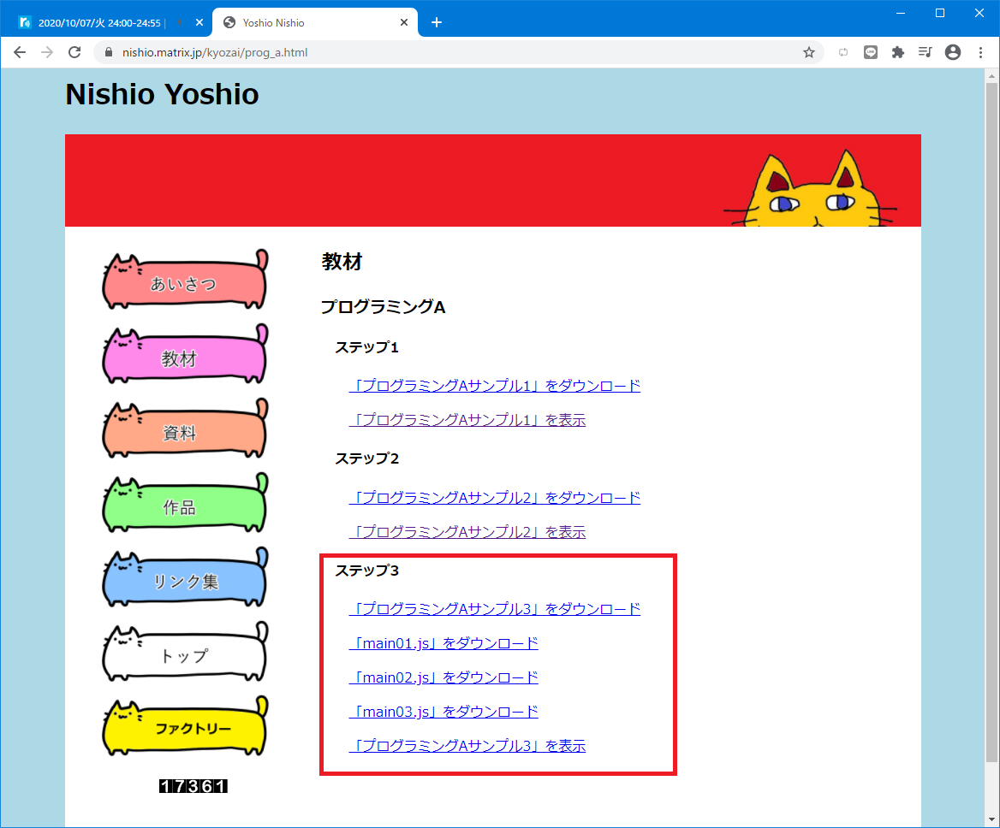 2020/10/07/火 24:00-24:55 |
Yoshio Nishio
nishio.matrix.jp/kyozai/prog_a.html
Nishio Yoshio
あいさつ
教材
資料
作品
リンク集
トップ
ファクトリー
17361
教材
プログラミングA
ステップ1
「プログラミングAサンプル1」をダウンロード
「プログラミングAサンプル1」を表示
ステップ2
「プログラミングAサンプル2」をダウンロード
「プログラミングAサンプル2」を表示
ステップ3
「プログラミングAサンプル3」をダウンロード
「main01.js」をダウンロード
「main02.js」をダウンロード
「main03.js」をダウンロード
「プログラミングAサンプル3」を表示